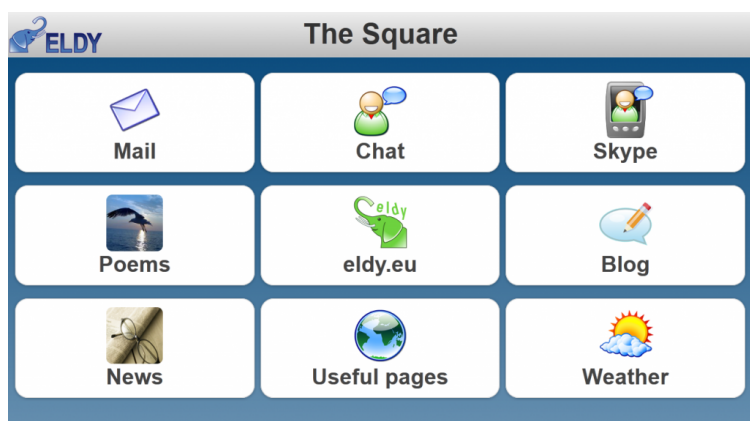 ELDY
The Square
Mail
Chat
Skype
eldy
Poems
eldy.eu
Blog
News
Useful pages
Weather